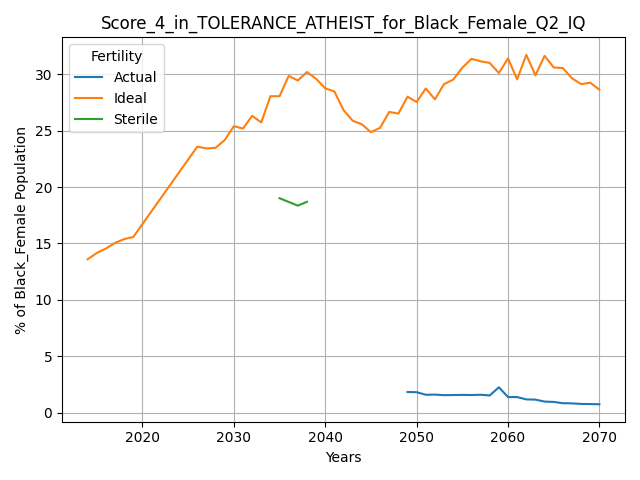 Score_4_in_TOLERANCE_ATHEIST_for_Black_Female_Q2_IQ
Fertility
Actual
Ideal
Sterile
% of Black_Female Population
30
25
20
15
10
5
0
2020 2030 2040 2050 2060 2070
Years